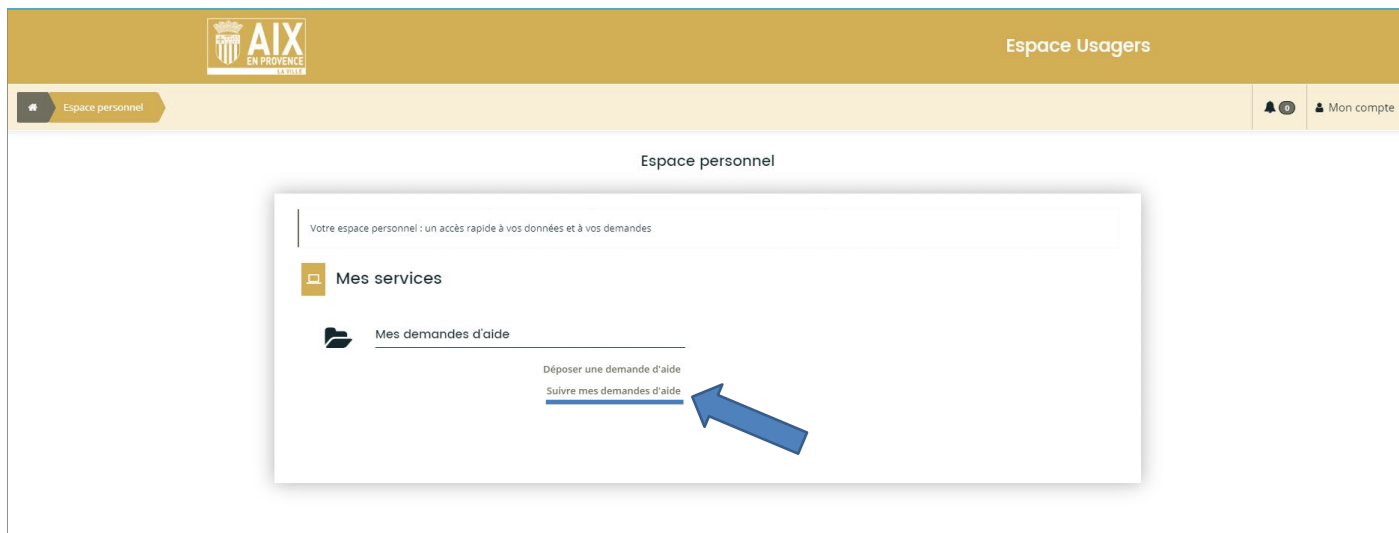 AIX
EN PROVENCE
LA VILLE
Espace Usagers
Espace personnel
0
Mon compte
Espace personnel
Votre espace personnel : un accès rapide à vos données et à vos demandes
Mes services
Mes demandes d'aide
Déposer une demande d'aide
Suivre mes demandes d'aide